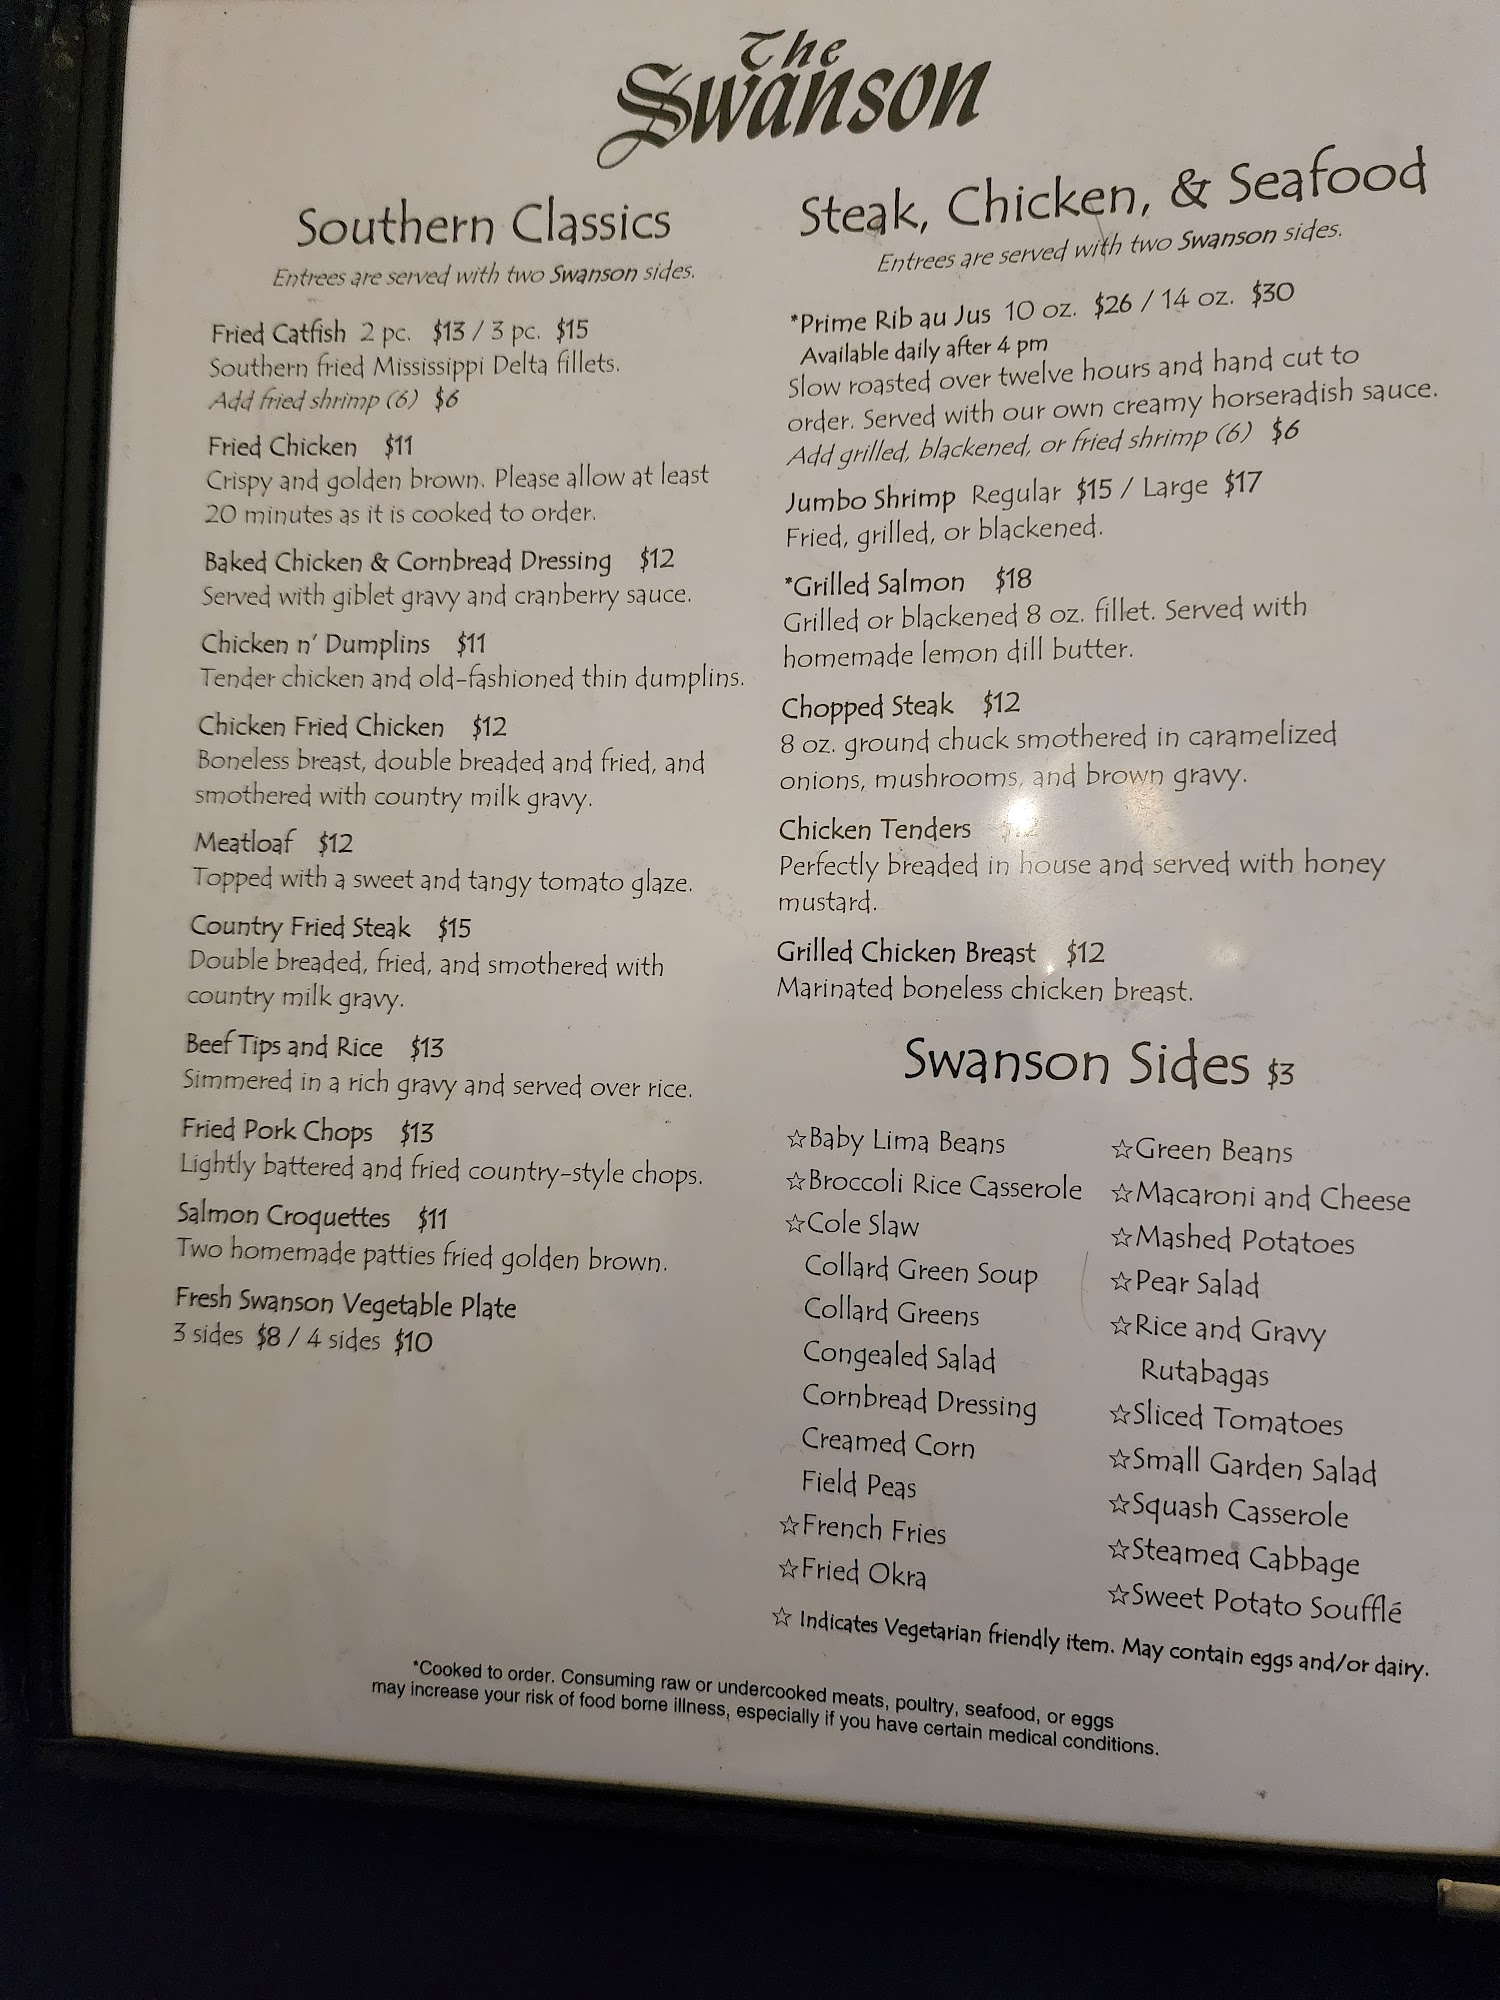 The
Swanson
Southern Classics
Entrees are served with two Swanson sides.
Fried Catfish 2 pc. $13 / 3 pc. $15
Southern fried Mississippi Delta fillets.
Add fried shrimp (6) $6
Fried Chicken $11
Crispy and golden brown. Please allow at least
20 minutes as it is cooked to order.
Baked Chicken & Cornbread Dressing $12
Served with giblet gravy and cranberry sauce.
Chicken n' Dumplins $11
Tender chicken and old-fashioned thin dumplins.
Chicken Fried Chicken $12
Boneless breast, double breaded and fried, and
smothered with country milk gravy.
Meatloaf $12
Topped with a sweet and tangy tomato glaze.
Country Fried Steak $15
Double breaded, fried, and smothered with
country milk gravy.
Beef Tips and Rice $13
Simmered in a rich gravy and served over rice.
Fried Pork Chops $13
Lightly battered and fried country-style chops.
Salmon Croquettes $11
Two homemade patties fried golden brown.
Fresh Swanson Vegetable Plate
3 sides $8 / 4 sides $10
Steak, Chicken, & Seafood
Entrees are served with two Swanson sides.
*Prime Rib au Jus 10 oz. $26 / 14 oz. $30
Available daily after 4 pm
Slow roasted over twelve hours and hand cut to
order. Served with our own creamy horseradish sauce.
Add grilled, blackened, or fried shrimp (6) $6
Jumbo Shrimp Regular $15 / Large $17
Fried, grilled, or blackened.
*Grilled Salmon $18
Grilled or blackened 8 oz. fillet. Served with
homemade lemon dill butter.
Chopped Steak $12
8 oz. ground chuck smothered in caramelized
onions, mushrooms, and brown gravy.
Chicken Tenders
Perfectly breaded in house and served with honey
mustard.
Grilled Chicken Breast $12
Marinated boneless chicken breast.
Swanson Sides $3
☆Baby Lima Beans
☆Broccoli Rice Casserole
☆Cole Slaw
Collard Green Soup
Collard Greens
Congealed Salad
Cornbread Dressing
Creamed Corn
Field Peas
☆French Fries
☆Fried Okra
☆Green Beans
☆Macaroni and Cheese
☆Mashed Potatoes
☆Pear Salad
☆Rice and Gravy
Rutabagas
☆Sliced Tomatoes
☆Small Garden Salad
☆Squash Casserole
☆Steamed Cabbage
☆Sweet Potato Soufflé
☆ Indicates Vegetarian friendly item. May contain eggs and/or dairy.
*Cooked to order. Consuming raw or undercooked meats, poultry, seafood, or eggs
may increase your risk of food borne illness, especially if you have certain medical conditions.